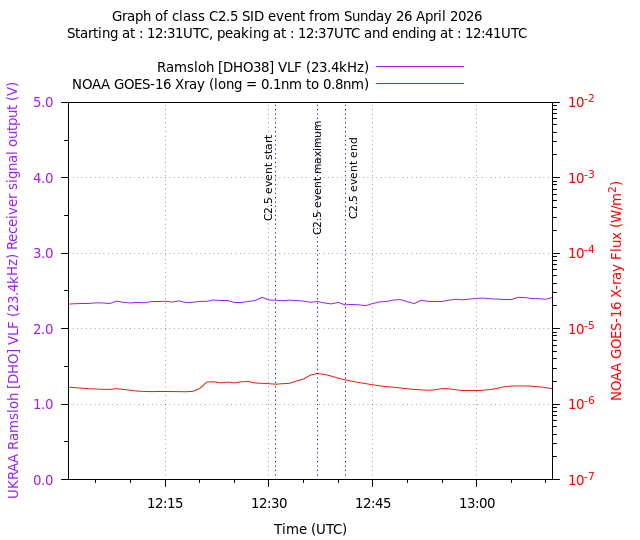 Graph of class C2.5 SID event from Sunday 26 April 2026
Starting at : 12:31UTC, peaking at : 12:37UTC and ending at : 12:41UTC
Ramsloh [DHO38] VLF (23.4kHz)
NOAA GOES-16 Xray (long = 0.1nm to 0.8nm)
UKRAA Ramsloh [DHO] VLF (23.4kHz) Receiver signal output (V)
5.0
4.0
3.0
2.0
1.0
0.0
C2.5 event start
C2.5 event maximum
C2.5 event end
10-2
10-3
10-4
10-5
10-6
10-7
NOAA GOES-16 X-ray Flux (W/m2)
12:15
12:30
12:45
13:00
Time (UTC)